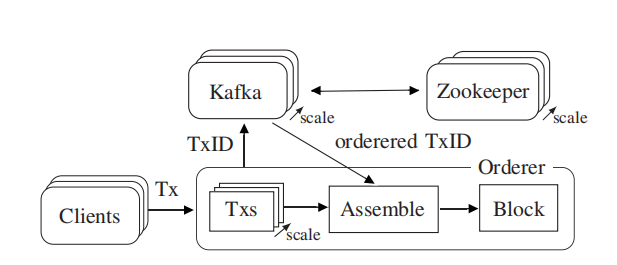 Kafka
Zookeeper
scale
scale
TxID
orderered TxID
Orderer
Tx
Clients
Txs
Assemble
Block
scale